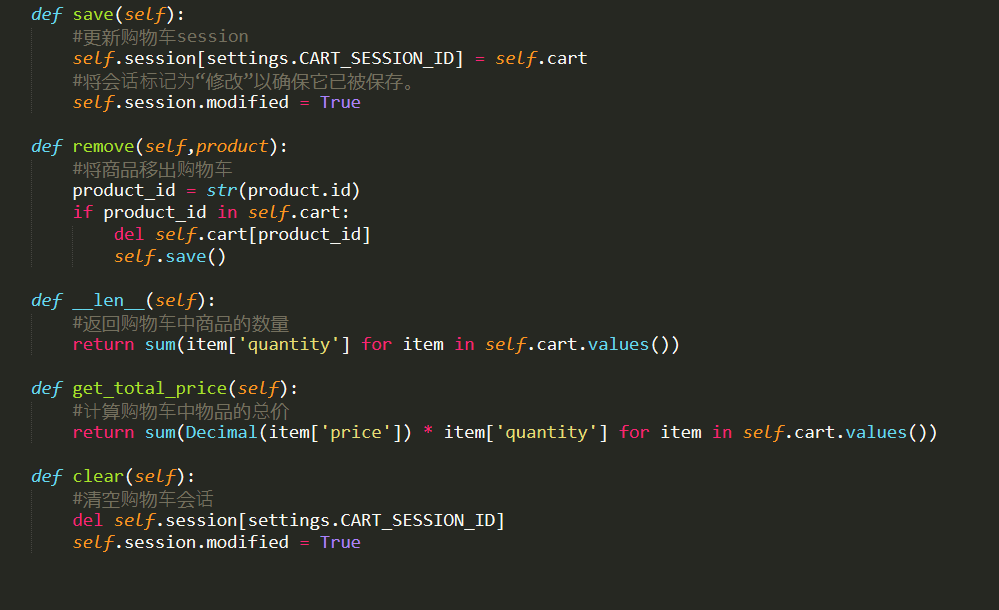 def save(self):
#更新购物车session
self.session[settings.CART_SESSION_ID] = self.cart
#将会话标记为“修改”以确保它已被保存。
self.session.modified = True
def remove(self,product):
#将商品移出购物车
product_id = str(product.id)
if product_id in self.cart:
del self.cart[product_id]
self.save()
def __len__(self):
#返回购物车中商品的数量
return sum(item['quantity'] for item in self.cart.values())
def get_total_price(self):
#计算购物车中物品的总价
return sum(Decimal(item['price']) * item['quantity'] for item in self.cart.values())
def clear(self):
#清空购物车会话
del self.session[settings.CART_SESSION_ID]
self.session.modified = True